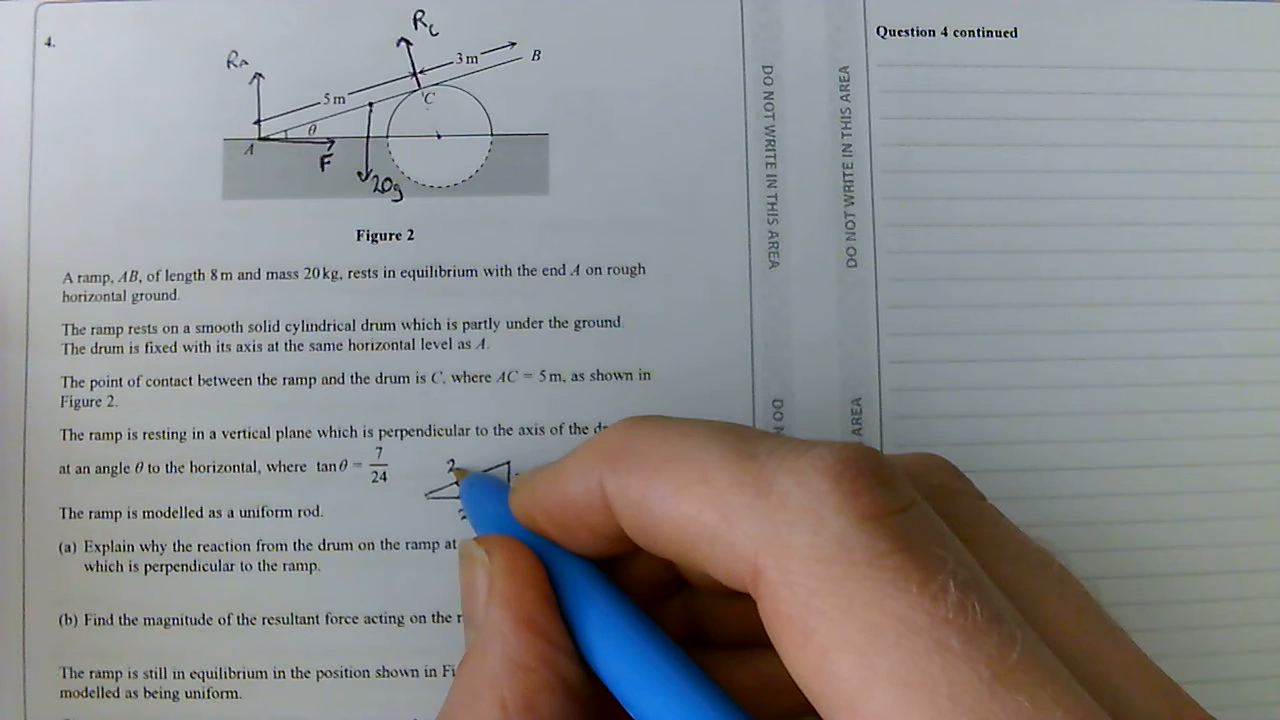 4.
R_C
R_A
3 m
B
5 m
C
θ
A
F
20g
Figure 2
A ramp, AB, of length 8 m and mass 20 kg, rests in equilibrium with the end A on rough
horizontal ground.
The ramp rests on a smooth solid cylindrical drum which is partly under the ground.
The drum is fixed with its axis at the same horizontal level as A.
The point of contact between the ramp and the drum is C, where AC = 5 m, as shown in
Figure 2.
The ramp is resting in a vertical plane which is perpendicular to the axis of the
at an angle θ to the horizontal, where tan θ = 7/24
2
The ramp is modelled as a uniform rod.
(a) Explain why the reaction from the drum on the ramp at
which is perpendicular to the ramp.
(b) Find the magnitude of the resultant force acting on the
The ramp is still in equilibrium in the position shown in
modelled as being uniform.
DO NOT WRITE IN THIS AREA
DO NOT WRITE IN THIS AREA
DO
AREA
Question 4 continued